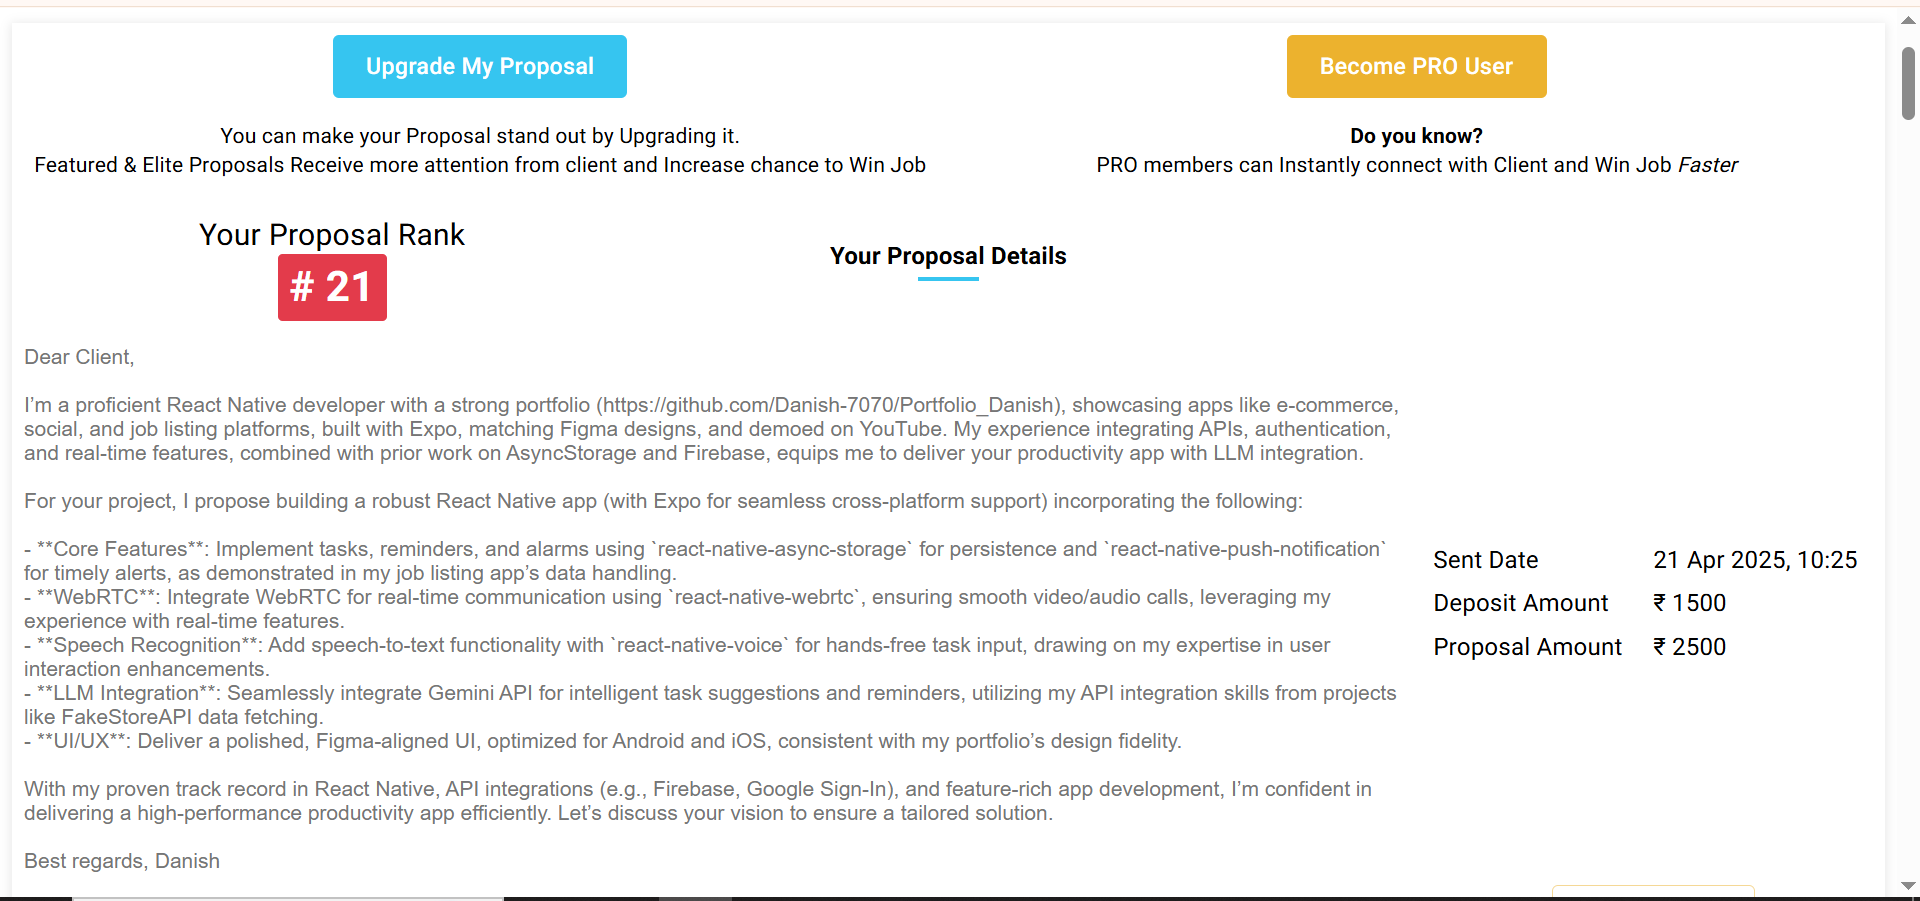 Upgrade My Proposal
Become PRO User
You can make your Proposal stand out by Upgrading it.
Featured & Elite Proposals Receive more attention from client and Increase chance to Win Job
Do you know?
PRO members can Instantly connect with Client and Win Job Faster
Your Proposal Rank
# 21
Your Proposal Details
Dear Client,
I’m a proficient React Native developer with a strong portfolio (https://github.com/Danish-7070/Portfolio_Danish), showcasing apps like e-commerce,
social, and job listing platforms, built with Expo, matching Figma designs, and demoed on YouTube. My experience integrating APIs, authentication,
and real-time features, combined with prior work on AsyncStorage and Firebase, equips me to deliver your productivity app with LLM integration.
For your project, I propose building a robust React Native app (with Expo for seamless cross-platform support) incorporating the following:
- **Core Features**: Implement tasks, reminders, and alarms using `react-native-async-storage` for persistence and `react-native-push-notification`
for timely alerts, as demonstrated in my job listing app’s data handling.
- **WebRTC**: Integrate WebRTC for real-time communication using `react-native-webrtc`, ensuring smooth video/audio calls, leveraging my
experience with real-time features.
- **Speech Recognition**: Add speech-to-text functionality with `react-native-voice` for hands-free task input, drawing on my expertise in user
interaction enhancements.
- **LLM Integration**: Seamlessly integrate Gemini API for intelligent task suggestions and reminders, utilizing my API integration skills from projects
like FakeStoreAPI data fetching.
- **UI/UX**: Deliver a polished, Figma-aligned UI, optimized for Android and iOS, consistent with my portfolio’s design fidelity.
With my proven track record in React Native, API integrations (e.g., Firebase, Google Sign-In), and feature-rich app development, I’m confident in
delivering a high-performance productivity app efficiently. Let’s discuss your vision to ensure a tailored solution.
Best regards, Danish
Sent Date 21 Apr 2025, 10:25
Deposit Amount ₹ 1500
Proposal Amount ₹ 2500